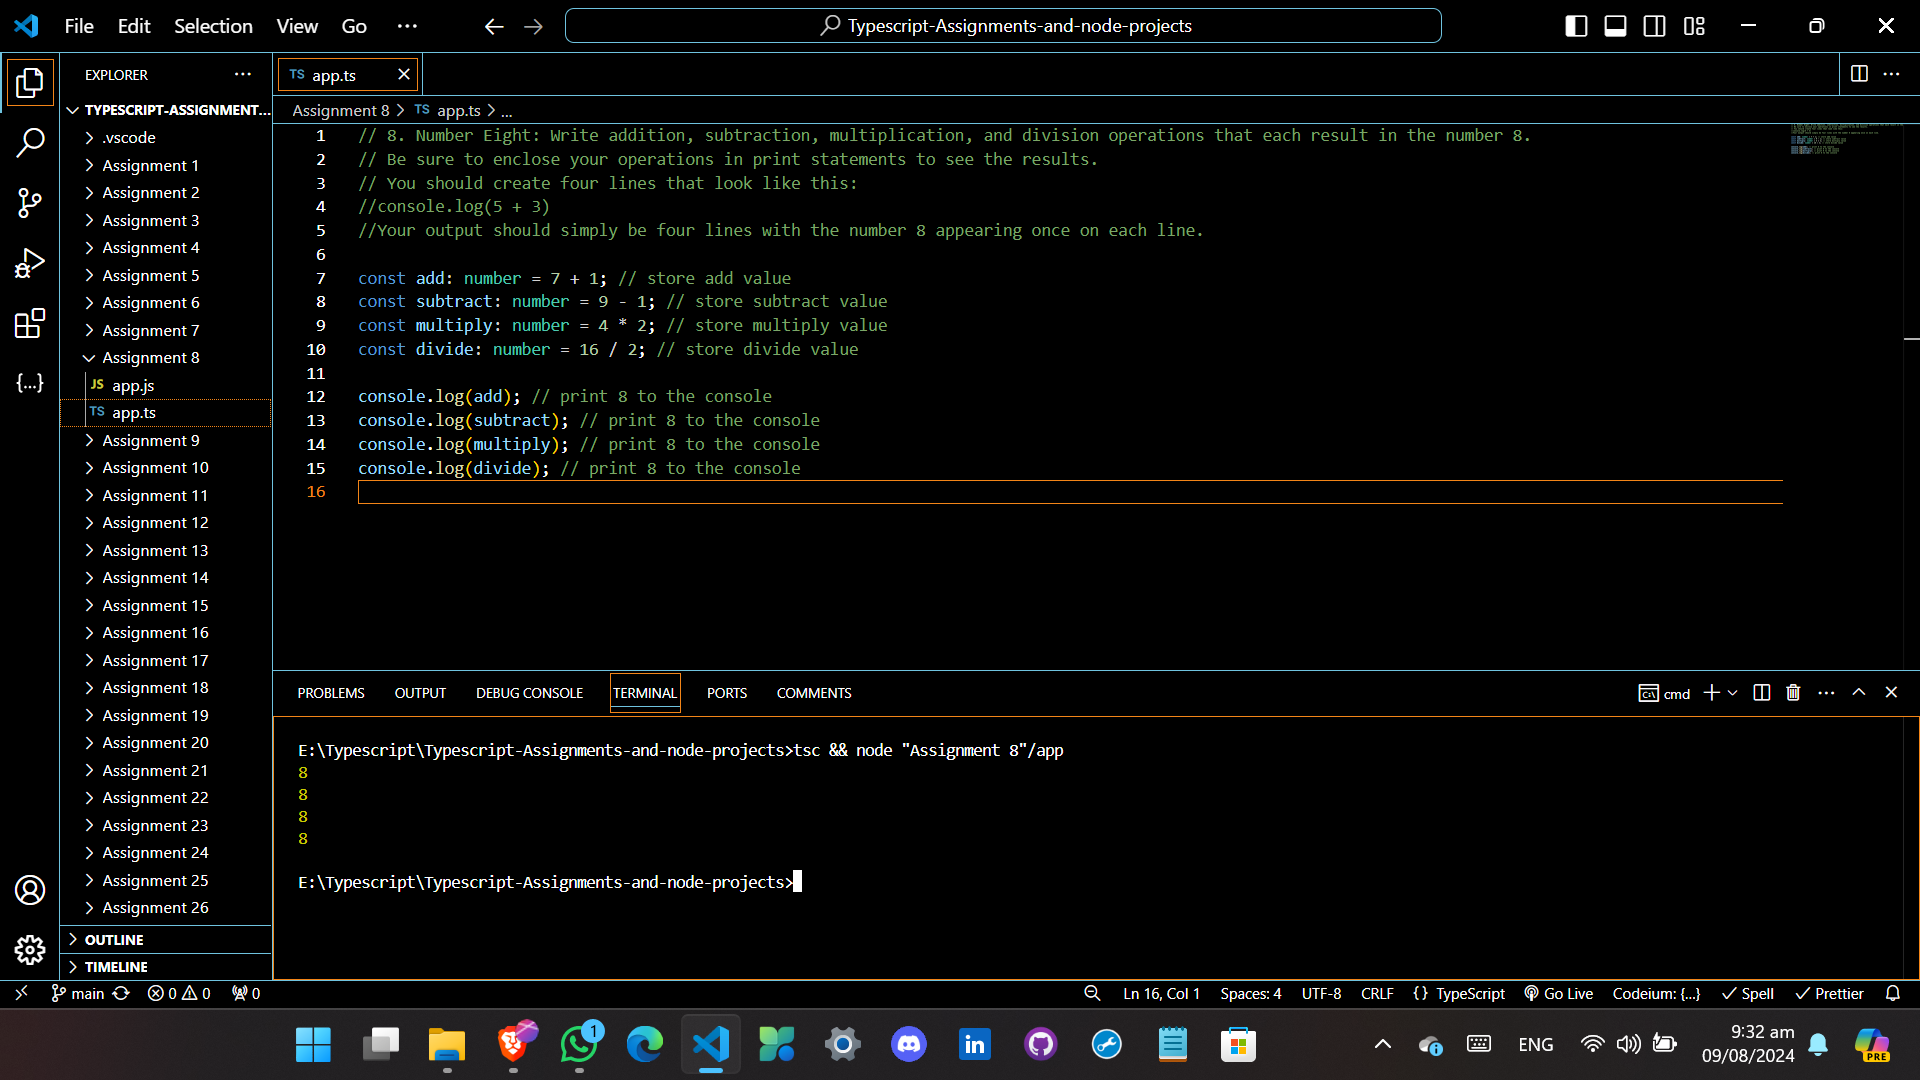 File Edit Selection View Go ··· Typescript-Assignments-and-node-projects
EXPLORER ···
TYPESCRIPT-ASSIGNMENT...
.vscode
Assignment 1
Assignment 2
Assignment 3
Assignment 4
Assignment 5
Assignment 6
Assignment 7
Assignment 8
JS app.js
TS app.ts
Assignment 9
Assignment 10
Assignment 11
Assignment 12
Assignment 13
Assignment 14
Assignment 15
Assignment 16
Assignment 17
Assignment 18
Assignment 19
Assignment 20
Assignment 21
Assignment 22
Assignment 23
Assignment 24
Assignment 25
Assignment 26
OUTLINE
TIMELINE
TS app.ts
Assignment 8 > TS app.ts > ...
1 // 8. Number Eight: Write addition, subtraction, multiplication, and division operations that each result in the number 8.
2 // Be sure to enclose your operations in print statements to see the results.
3 // You should create four lines that look like this:
4 //console.log(5 + 3)
5 //Your output should simply be four lines with the number 8 appearing once on each line.
6
7 const add: number = 7 + 1; // store add value
8 const subtract: number = 9 - 1; // store subtract value
9 const multiply: number = 4 * 2; // store multiply value
10 const divide: number = 16 / 2; // store divide value
11
12 console.log(add); // print 8 to the console
13 console.log(subtract); // print 8 to the console
14 console.log(multiply); // print 8 to the console
15 console.log(divide); // print 8 to the console
16
PROBLEMS OUTPUT DEBUG CONSOLE TERMINAL PORTS COMMENTS cmd
E:\Typescript\Typescript-Assignments-and-node-projects>tsc && node "Assignment 8"/app
8
8
8
8
E:\Typescript\Typescript-Assignments-and-node-projects>
main 0 0 0 Ln 16, Col 1 Spaces: 4 UTF-8 CRLF {} TypeScript Go Live Codeium: {...} Spell Prettier
1 in ENG 9:32 am
09/08/2024
PRE